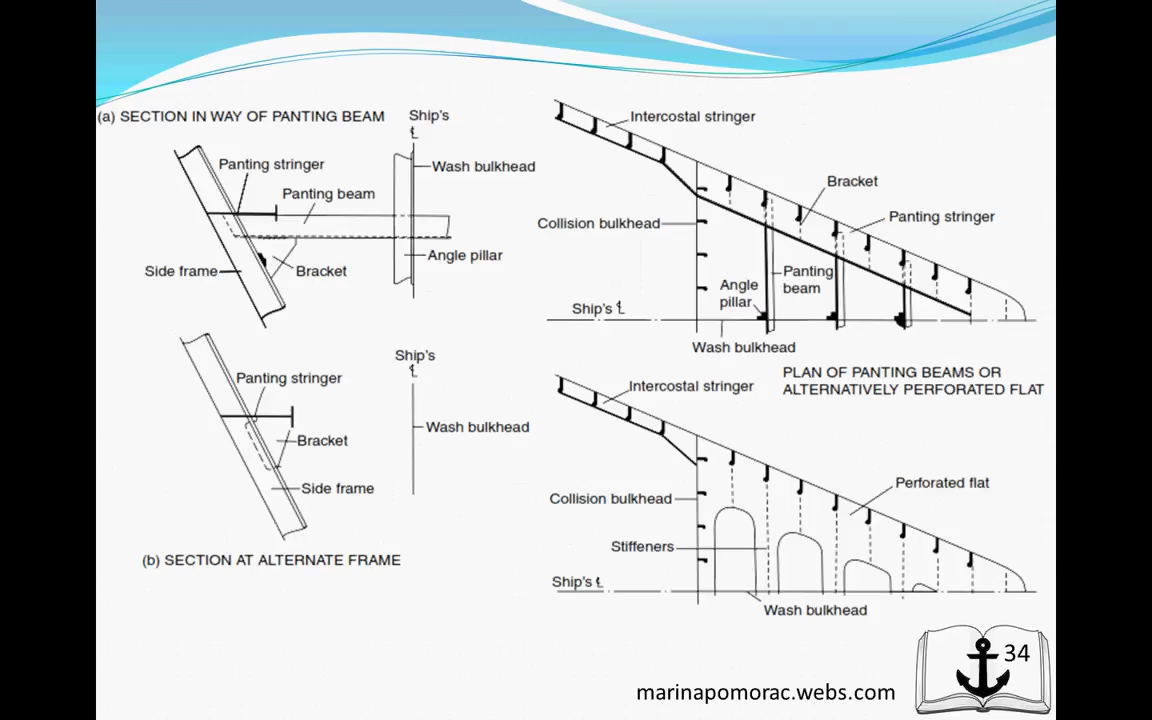 (a) SECTION IN WAY OF PANTING BEAM
Ship's
℄
Panting stringer
Wash bulkhead
Panting beam
Side frame
Bracket
Angle pillar
Ship's
℄
Panting stringer
Bracket
Wash bulkhead
Side frame
(b) SECTION AT ALTERNATE FRAME
Intercostal stringer
Bracket
Panting stringer
Collision bulkhead
Panting
beam
Angle
pillar
Ship's ℄
Wash bulkhead
PLAN OF PANTING BEAMS OR
ALTERNATIVELY PERFORATED FLAT
Intercostal stringer
Perforated flat
Collision bulkhead
Stiffeners
Ship's ℄
Wash bulkhead
34
marinapomorac.webs.com